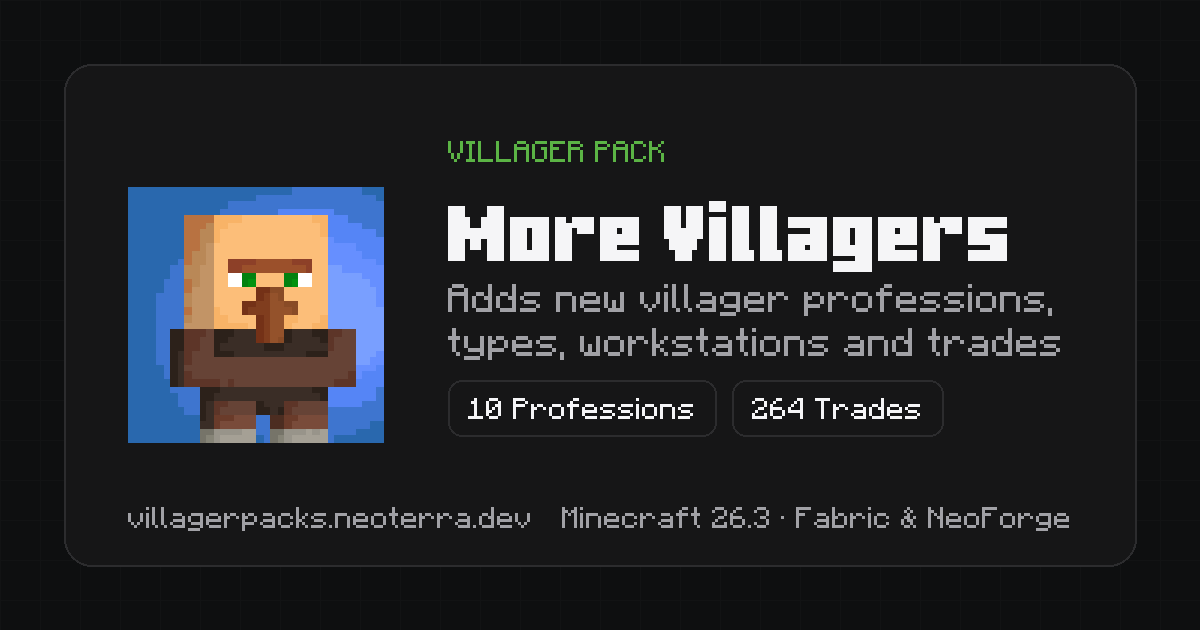 VILLAGER PACK
More Villagers
Adds new villager professions,
types, workstations and trades
10 Professions
264 Trades
villagerpacks.neoterra.dev
Minecraft 26.3 · Fabric & NeoForge